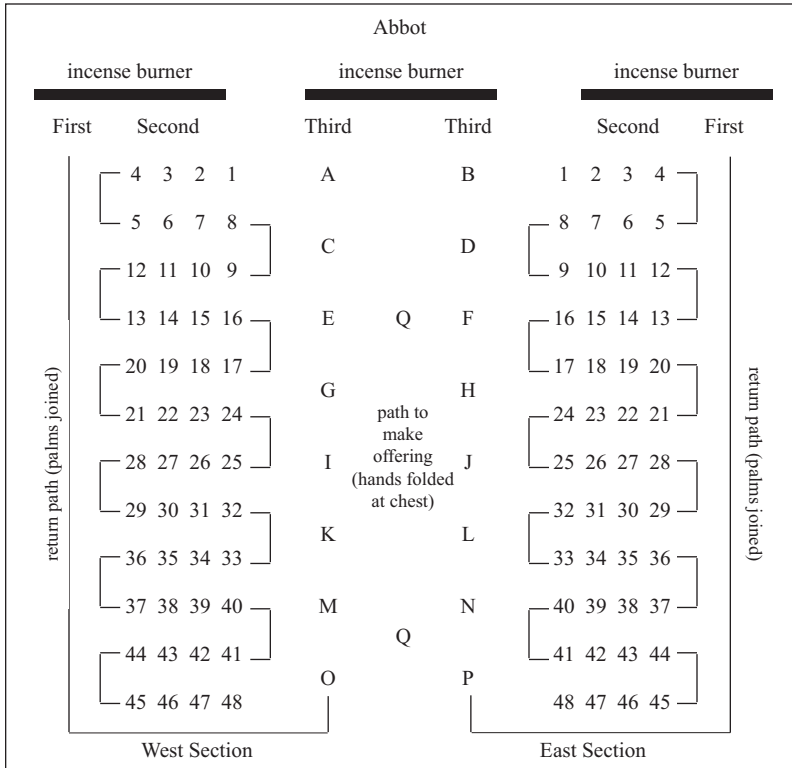 Abbot
incense burner incense burner incense burner
First Second Third Third Second First
4 3 2 1 A B 1 2 3 4
5 6 7 8 8 7 6 5
C D
12 11 10 9 9 10 11 12
13 14 15 16 E Q F 16 15 14 13
20 19 18 17 17 18 19 20
G H
21 22 23 24 24 23 22 21
path to
make
offering
(hands folded
at chest)
return path (palms joined)
return path (palms joined)
28 27 26 25 I J 25 26 27 28
29 30 31 32 32 31 30 29
K L
36 35 34 33 33 34 35 36
37 38 39 40 M N 40 39 38 37
Q
44 43 42 41 41 42 43 44
O P
45 46 47 48 48 47 46 45
West Section East Section